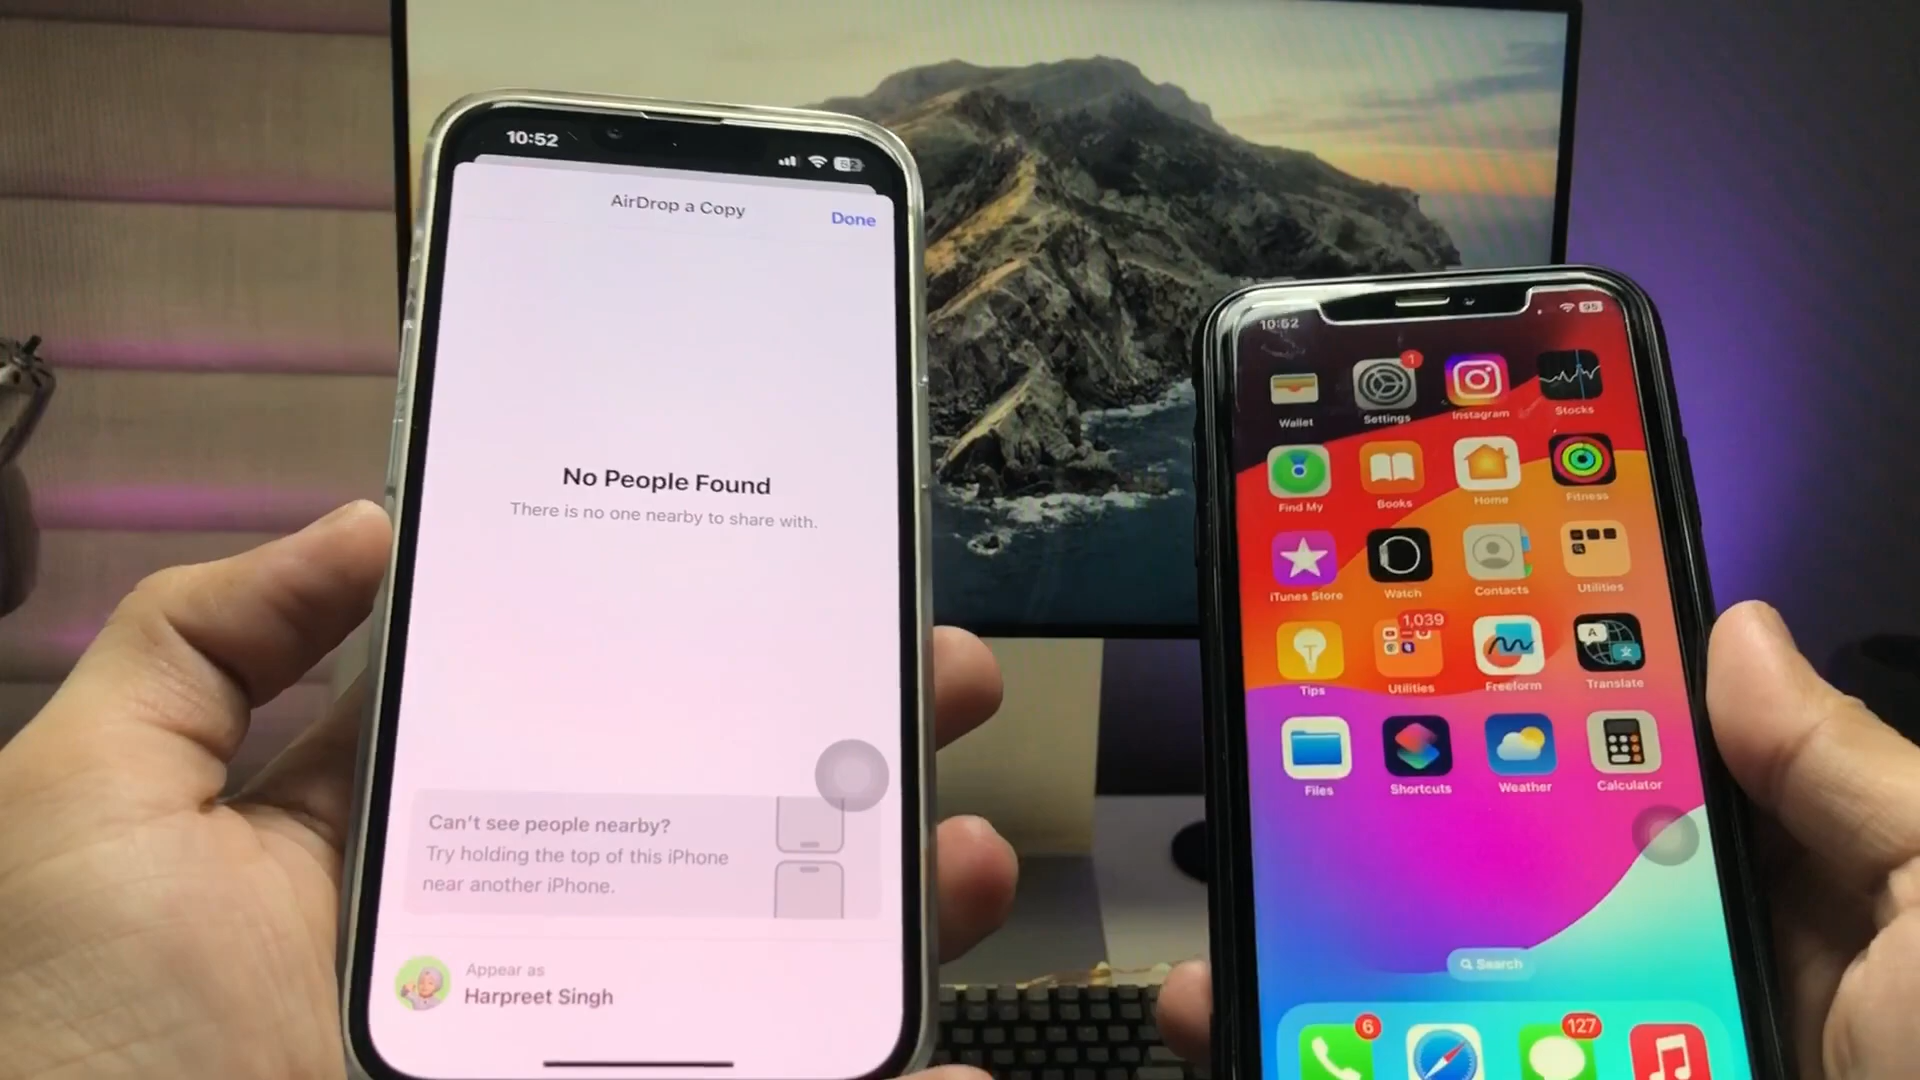 10:52
52
AirDrop a Copy
Done
No People Found
There is no one nearby to share with.
Can't see people nearby?
Try holding the top of this iPhone
near another iPhone.
Appear as
Harpreet Singh
10:52
95
1
Wallet
Settings
Instagram
Stocks
Find My
Books
Home
Fitness
iTunes Store
Watch
Contacts
Utilities
1,039
A
Tips
Utilities
Freeform
Translate
Files
Shortcuts
Weather
Calculator
Search
6
127